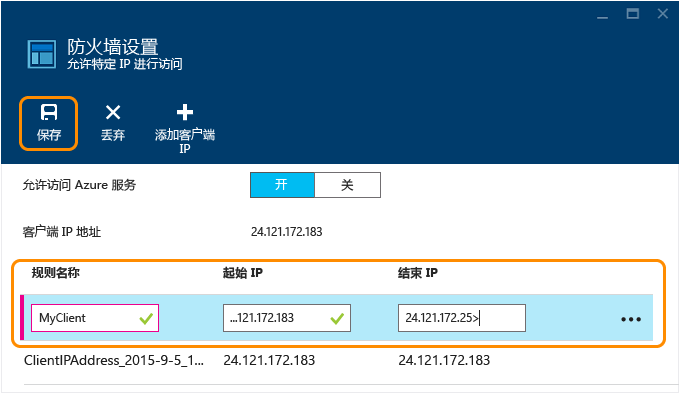 防火墙设置
允许特定 IP 进行访问
保存
丢弃
添加客户端
IP
允许访问 Azure 服务
开
关
客户端 IP 地址
24.121.172.183
规则名称
起始 IP
结束 IP
MyClient
...121.172.183
24.121.172.25>
ClientIPAddress_2015-9-5_1...
24.121.172.183
24.121.172.183